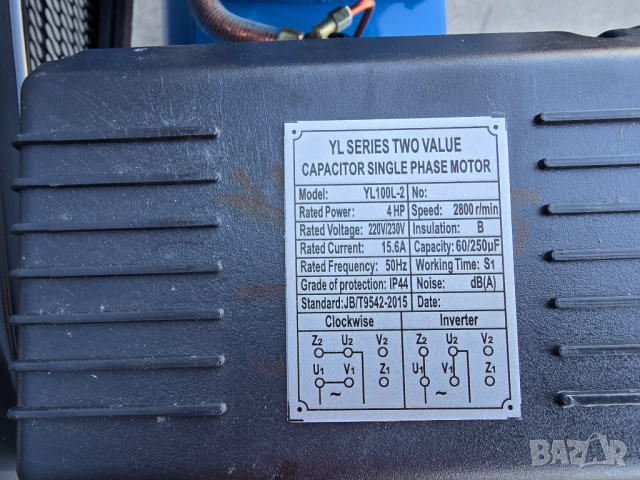 YL SERIES TWO VALUE
CAPACITOR SINGLE PHASE MOTOR
Model: YL100L-2 No:
Rated Power: 4 HP Speed: 2800 r/min
Rated Voltage: 220V/230V Insulation: B
Rated Current: 15.6A Capacity: 60/250μF
Rated Frequency: 50Hz Working Time: S1
Grade of protection: IP44 Noise: dB(A)
Standard:JB/T9542-2015 Date:
Clockwise Inverter
Z2 U2 V2 Z2 U2 V2
U1 V1 Z1 U1 V1 Z1
~ ~
BAZAR